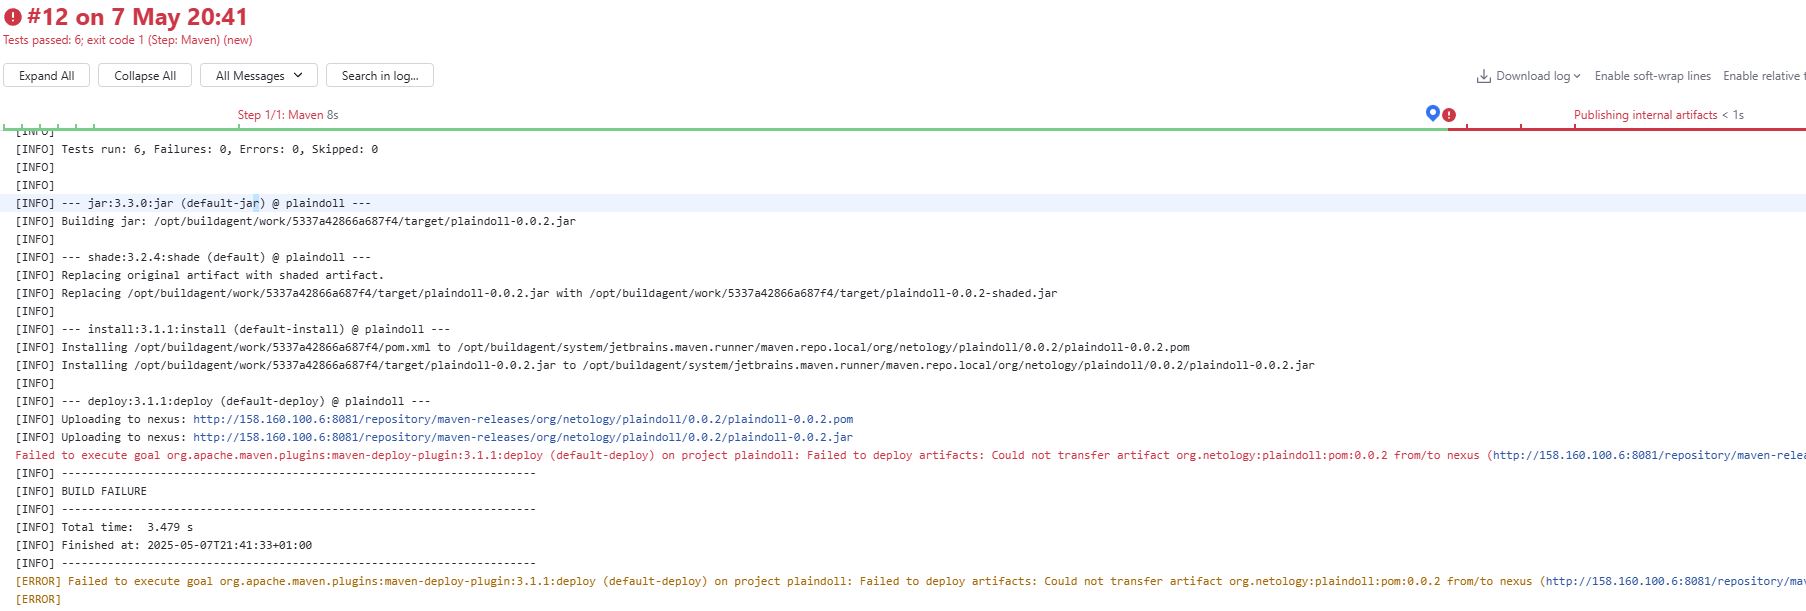 #12 on 7 May 20:41
Tests passed: 6; exit code 1 (Step: Maven) (new)
Expand All Collapse All All Messages Search in log...
Download log Enable soft-wrap lines Enable relative t
Step 1/1: Maven 8s Publishing internal artifacts < 1s
[INFO]
[INFO] Tests run: 6, Failures: 0, Errors: 0, Skipped: 0
[INFO]
[INFO]
[INFO] --- jar:3.3.0:jar (default-jar) @ plaindoll ---
[INFO] Building jar: /opt/buildagent/work/5337a42866a687f4/target/plaindoll-0.0.2.jar
[INFO]
[INFO] --- shade:3.2.4:shade (default) @ plaindoll ---
[INFO] Replacing original artifact with shaded artifact.
[INFO] Replacing /opt/buildagent/work/5337a42866a687f4/target/plaindoll-0.0.2.jar with /opt/buildagent/work/5337a42866a687f4/target/plaindoll-0.0.2-shaded.jar
[INFO]
[INFO] --- install:3.1.1:install (default-install) @ plaindoll ---
[INFO] Installing /opt/buildagent/work/5337a42866a687f4/pom.xml to /opt/buildagent/system/jetbrains.maven.runner/maven.repo.local/org/netology/plaindoll/0.0.2/plaindoll-0.0.2.pom
[INFO] Installing /opt/buildagent/work/5337a42866a687f4/target/plaindoll-0.0.2.jar to /opt/buildagent/system/jetbrains.maven.runner/maven.repo.local/org/netology/plaindoll/0.0.2/plaindoll-0.0.2.jar
[INFO]
[INFO] --- deploy:3.1.1:deploy (default-deploy) @ plaindoll ---
[INFO] Uploading to nexus: http://158.160.100.6:8081/repository/maven-releases/org/netology/plaindoll/0.0.2/plaindoll-0.0.2.pom
[INFO] Uploading to nexus: http://158.160.100.6:8081/repository/maven-releases/org/netology/plaindoll/0.0.2/plaindoll-0.0.2.jar
Failed to execute goal org.apache.maven.plugins:maven-deploy-plugin:3.1.1:deploy (default-deploy) on project plaindoll: Failed to deploy artifacts: Could not transfer artifact org.netology:plaindoll:pom:0.0.2 from/to nexus (http://158.160.100.6:8081/repository/maven-relea
[INFO] ------------------------------------------------------------------------
[INFO] BUILD FAILURE
[INFO] ------------------------------------------------------------------------
[INFO] Total time:  3.479 s
[INFO] Finished at: 2025-05-07T21:41:33+01:00
[INFO] ------------------------------------------------------------------------
[ERROR] Failed to execute goal org.apache.maven.plugins:maven-deploy-plugin:3.1.1:deploy (default-deploy) on project plaindoll: Failed to deploy artifacts: Could not transfer artifact org.netology:plaindoll:pom:0.0.2 from/to nexus (http://158.160.100.6:8081/repository/mav
[ERROR]